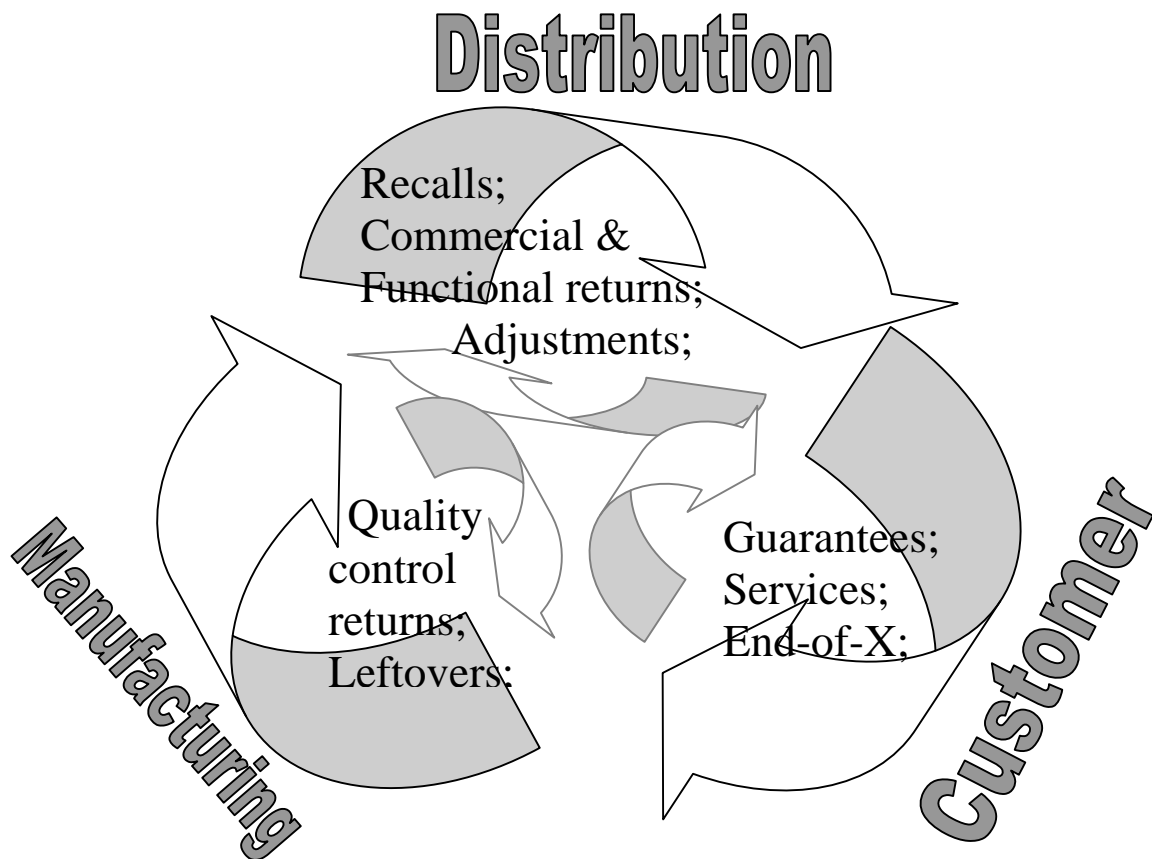 Distribution
Recalls;
Commercial &
Functional returns;
Adjustments;
Manufacturing
Quality
control
returns;
Leftovers;
Guarantees;
Services;
End-of-X;
Customer